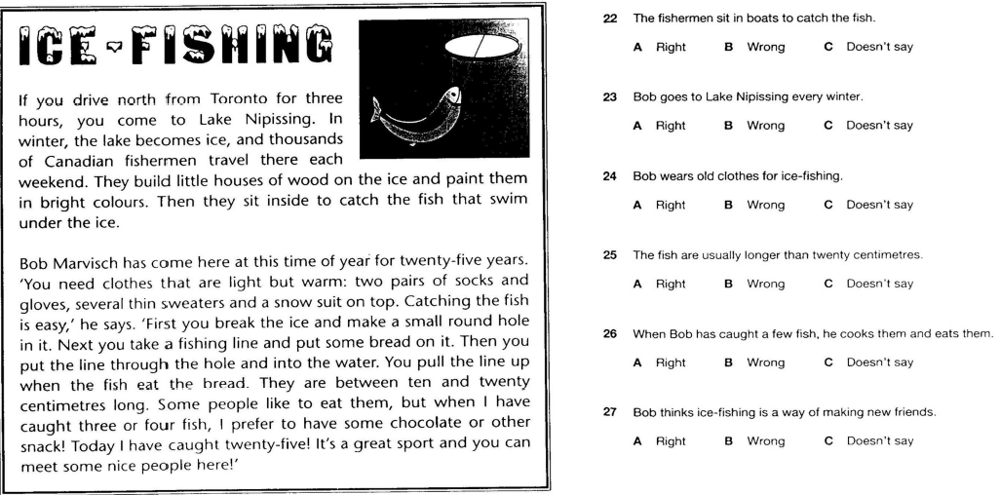 ICE-FISHING
If you drive north from Toronto for three
hours, you come to Lake Nipissing. In
winter, the lake becomes ice, and thousands
of Canadian fishermen travel there each
weekend. They build little houses of wood on the ice and paint them
in bright colours. Then they sit inside to catch the fish that swim
under the ice.
Bob Marvisch has come here at this time of year for twenty-five years.
'You need clothes that are light but warm: two pairs of socks and
gloves, several thin sweaters and a snow suit on top. Catching the fish
is easy,' he says. 'First you break the ice and make a small round hole
in it. Next you take a fishing line and put some bread on it. Then you
put the line through the hole and into the water. You pull the line up
when the fish eat the bread. They are between ten and twenty
centimetres long. Some people like to eat them, but when I have
caught three or four fish, I prefer to have some chocolate or other
snack! Today I have caught twenty-five! It's a great sport and you can
meet some nice people here!'
22 The fishermen sit in boats to catch the fish.
A Right B Wrong C Doesn't say
23 Bob goes to Lake Nipissing every winter.
A Right B Wrong C Doesn't say
24 Bob wears old clothes for ice-fishing.
A Right B Wrong C Doesn't say
25 The fish are usually longer than twenty centimetres.
A Right B Wrong C Doesn't say
26 When Bob has caught a few fish, he cooks them and eats them.
A Right B Wrong C Doesn't say
27 Bob thinks ice-fishing is a way of making new friends.
A Right B Wrong C Doesn't say